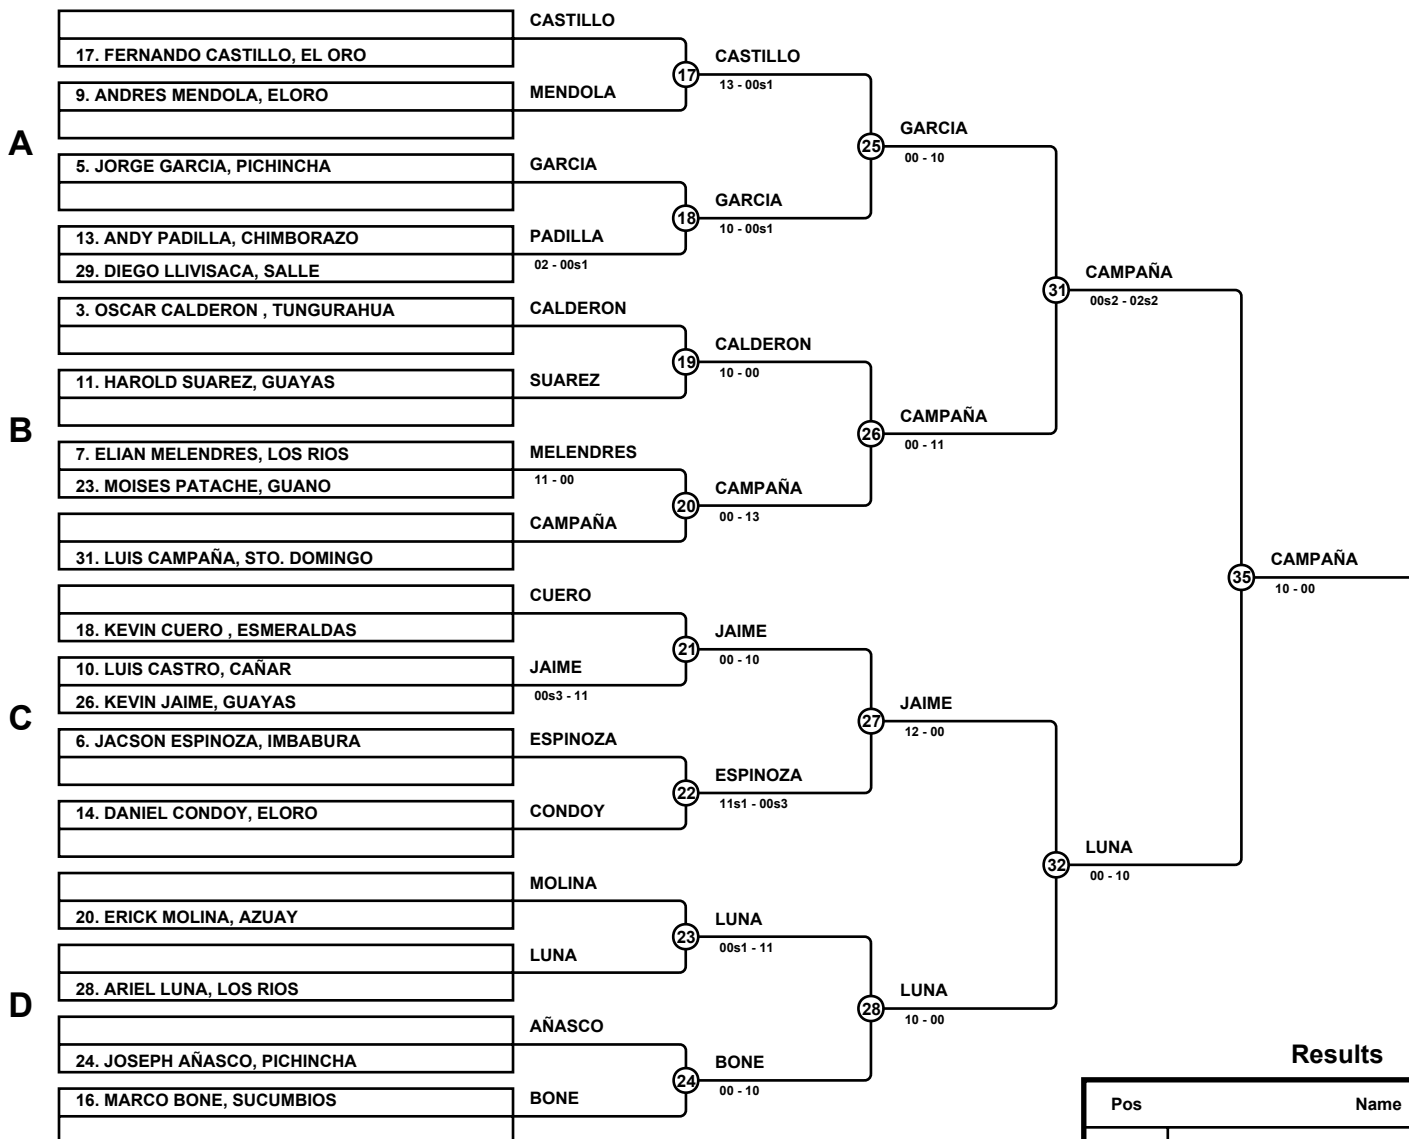 CASTILLO
17. FERNANDO CASTILLO, EL ORO
17
CASTILLO
13 - 00s1
9. ANDRES MENDOLA, ELORO
MENDOLA
A
25
GARCIA
00 - 10
5. JORGE GARCIA, PICHINCHA
GARCIA
18
GARCIA
10 - 00s1
13. ANDY PADILLA, CHIMBORAZO
PADILLA
02 - 00s1
29. DIEGO LLIVISACA, SALLE
31
CAMPAÑA
00s2 - 02s2
3. OSCAR CALDERON , TUNGURAHUA
CALDERON
19
CALDERON
10 - 00
11. HAROLD SUAREZ, GUAYAS
SUAREZ
B
26
CAMPAÑA
00 - 11
7. ELIAN MELENDRES, LOS RIOS
MELENDRES
11 - 00
23. MOISES PATACHE, GUANO
20
CAMPAÑA
00 - 13
CAMPAÑA
31. LUIS CAMPAÑA, STO. DOMINGO
35
CAMPAÑA
10 - 00
CUERO
18. KEVIN CUERO , ESMERALDAS
21
JAIME
00 - 10
10. LUIS CASTRO, CAÑAR
JAIME
00s3 - 11
26. KEVIN JAIME, GUAYAS
C
27
JAIME
12 - 00
6. JACSON ESPINOZA, IMBABURA
ESPINOZA
22
ESPINOZA
11s1 - 00s3
14. DANIEL CONDOY, ELORO
CONDOY
32
LUNA
00 - 10
MOLINA
20. ERICK MOLINA, AZUAY
23
LUNA
00s1 - 11
LUNA
28. ARIEL LUNA, LOS RIOS
D
28
LUNA
10 - 00
AÑASCO
24. JOSEPH AÑASCO, PICHINCHA
24
BONE
00 - 10
16. MARCO BONE, SUCUMBIOS
BONE
Results
Pos
Name